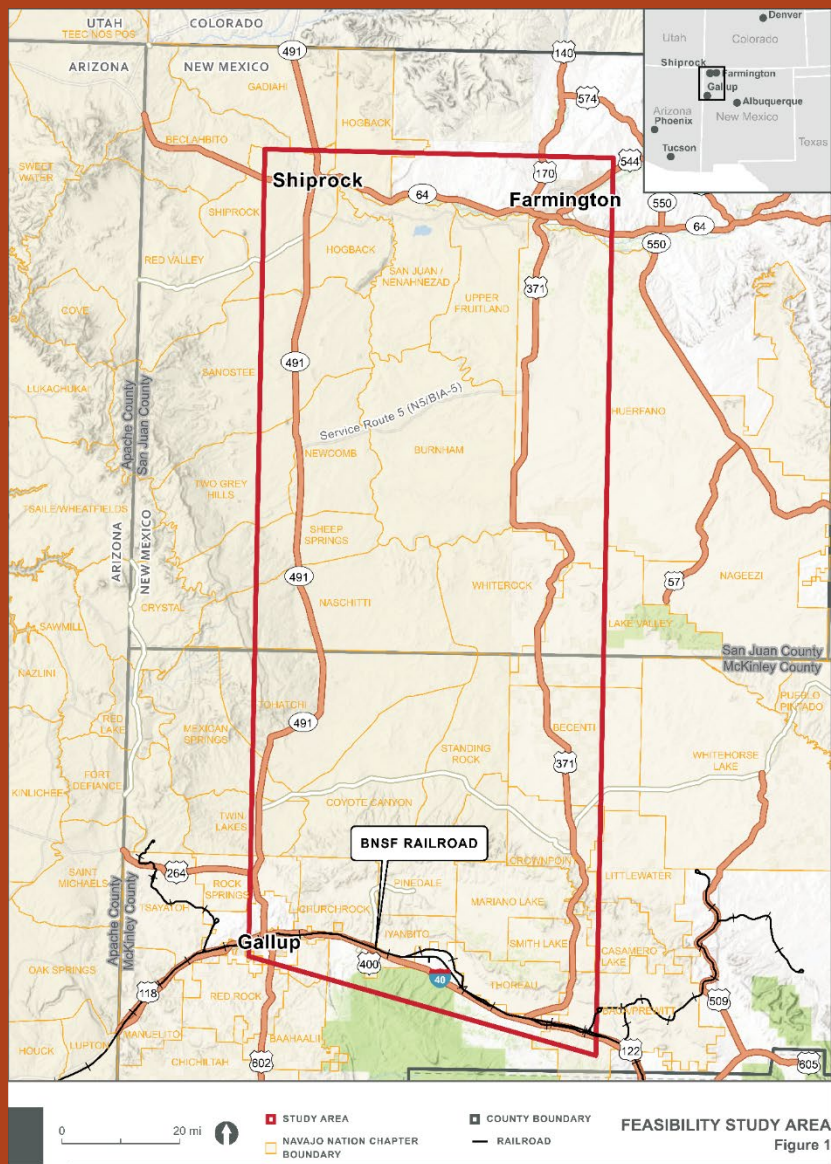 UTAH
COLORADO
TEEC NOS POS
491
140
ARIZONA
NEW MEXICO
GADIAHI
574
Denver
Utah
Colorado
Shiprock
Farmington
Gallup
Albuquerque
Arizona
New Mexico
Phoenix
Tucson
Texas
HOGBACK
BECLAHBITO
544
SWEET
WATER
170
Shiprock
64
Farmington
550
64
SHIPROCK
550
HOGBACK
RED VALLEY
SAN JUAN /
NENAHNEZAD
UPPER
FRUITLAND
371
COVE
491
SANOSTEE
LUKACHUKAI
Apache County
San Juan County
Service Route 5 (N5/BIA-5)
HUERFANO
NEWCOMB
BURNHAM
TWO GREY
HILLS
TSAILE/WHEATFIELDS
SHEEP
SPRINGS
ARIZONA
NEW MEXICO
491
WHITEROCK
57
NAGEEZI
CRYSTAL
NASCHITTI
SAWMILL
LAKE VALLEY
San Juan County
McKinley County
NAZLINI
PUEBLO
PINTADO
RED
LAKE
TOHATCHI
491
BECENTI
MEXICAN
SPRINGS
STANDING
ROCK
WHITEHORSE
LAKE
371
FORT
DEFIANCE
KINLICHEE
COYOTE CANYON
TWIN
LAKES
BNSF RAILROAD
CROWNPOINT
264
SAINT
MICHAELS
ROCK
SPRINGS
PINEDALE
LITTLEWATER
TSAYATOH
CHURCHROCK
MARIANO LAKE
Apache County
McKinley County
Gallup
IYANBITO
SMITH LAKE
CASAMERO
LAKE
OAK SPRINGS
400
40
THOREAU
118
RED ROCK
BACA/PREWITT
509
MANUELITO
BAAHAALII
122
HOUCK
LUPTON
CHICHILTAH
602
605
0
20 mi
STUDY AREA
NAVAJO NATION CHAPTER
BOUNDARY
COUNTY BOUNDARY
RAILROAD
FEASIBILITY STUDY AREA
Figure 1